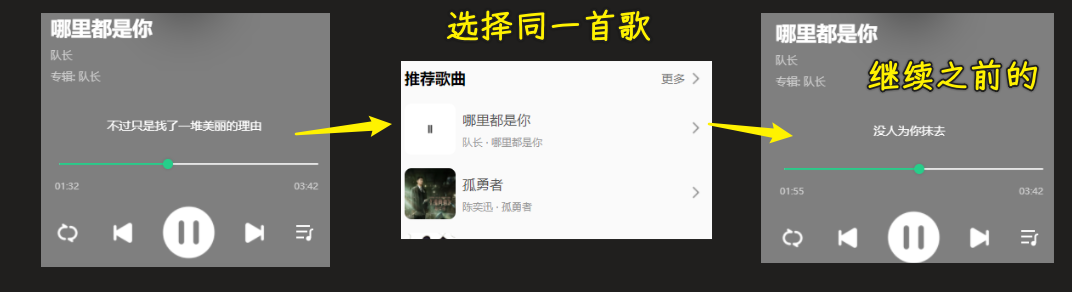 哪里都是你
队长
专辑: 队长
不过只是找了一堆美丽的理由
01:32
03:42
选择同一首歌
推荐歌曲
更多
哪里都是你
队长 · 哪里都是你
孤勇者
陈奕迅 · 孤勇者
哪里都是你
队长
专辑: 队长
继续之前的
没人为你抹去
01:55
03:42